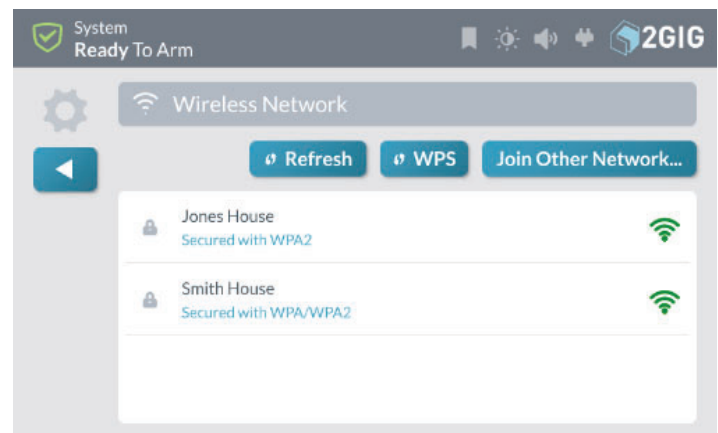 System
Ready To Arm
2GIG
Wireless Network
Refresh
WPS
Join Other Network...
Jones House
Secured with WPA2
Smith House
Secured with WPA/WPA2